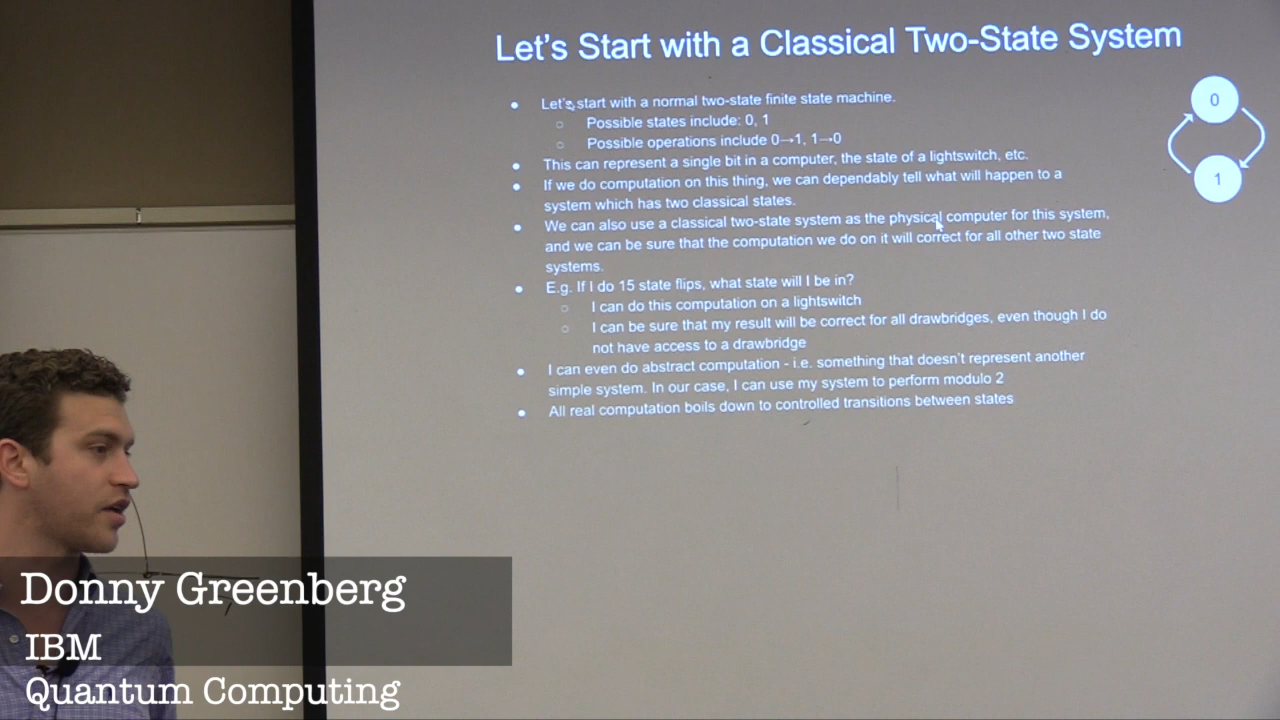 Let's Start with a Classical Two-State System
● Let's start with a normal two-state finite state machine.
○ Possible states include: 0, 1
○ Possible operations include 0→1, 1→0
● This can represent a single bit in a computer, the state of a lightswitch, etc.
● If we do computation on this thing, we can dependably tell what will happen to a
system which has two classical states.
● We can also use a classical two-state system as the physical computer for this system,
and we can be sure that the computation we do on it will correct for all other two state
systems.
● E.g. If I do 15 state flips, what state will I be in?
○ I can do this computation on a lightswitch
○ I can be sure that my result will be correct for all drawbridges, even though I do
not have access to a drawbridge
● I can even do abstract computation - i.e. something that doesn't represent another
simple system. In our case, I can use my system to perform modulo 2
● All real computation boils down to controlled transitions between states
0
1
Donny Greenberg
IBM
Quantum Computing